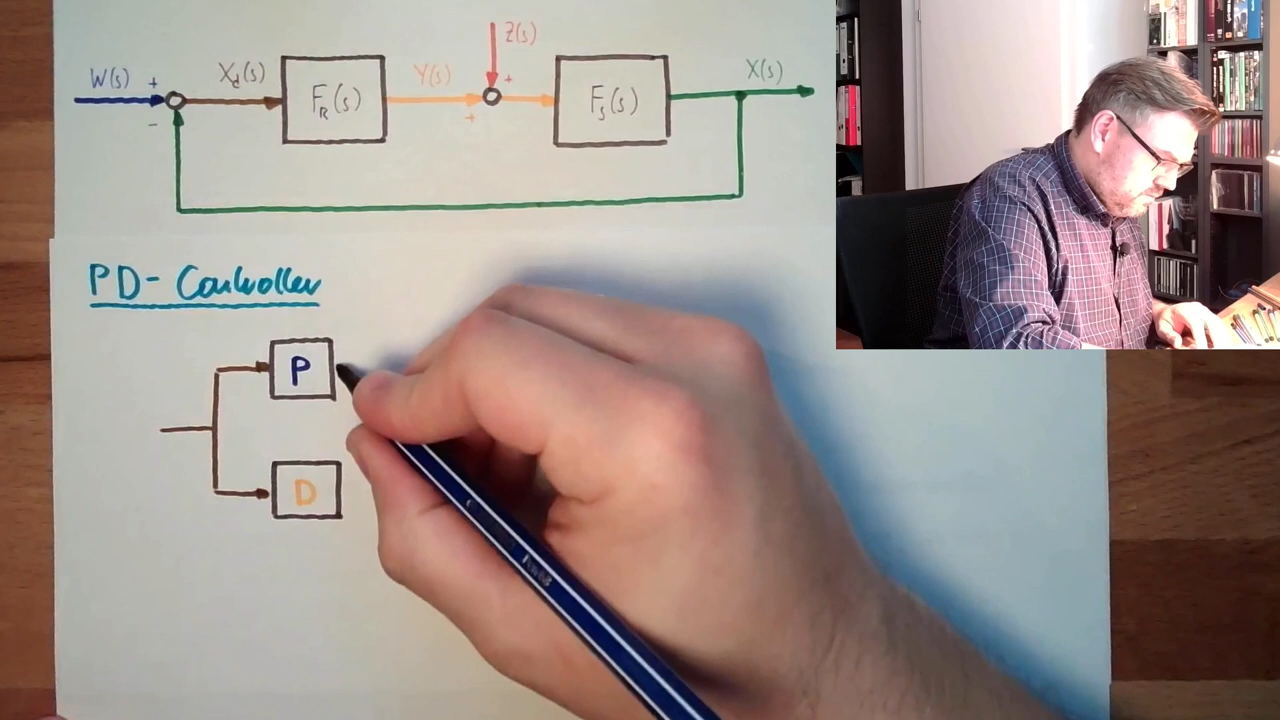 W(s) + X_d(s) F_R(s) Y(s) Z(s) + F_S(s) X(s)
- +
PD-Controller
P
D